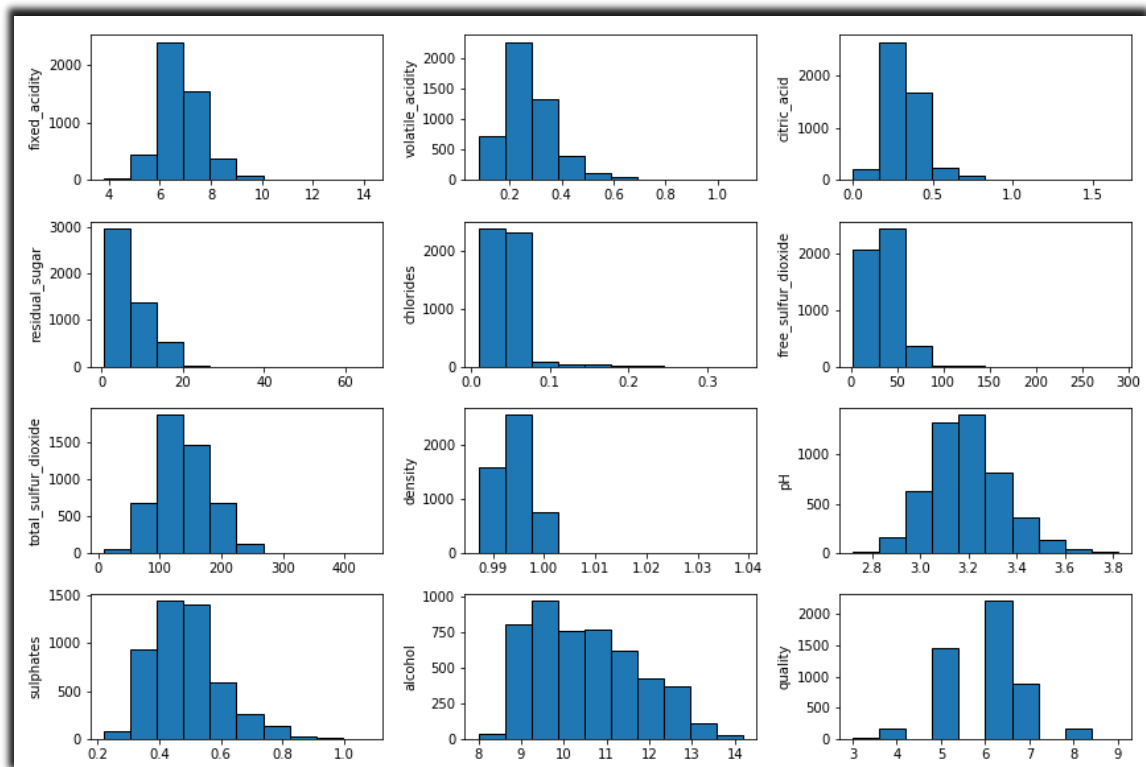 fixed_acidity
2000
1000
0
4 6 8 10 12 14
volatile_acidity
2000
1500
1000
500
0
0.2 0.4 0.6 0.8 1.0
citric_acid
2000
1000
0
0.0 0.5 1.0 1.5
residual_sugar
3000
2000
1000
0
0 20 40 60
chlorides
2000
1000
0
0.0 0.1 0.2 0.3
free_sulfur_dioxide
2000
1000
0
0 50 100 150 200 250 300
total_sulfur_dioxide
1500
1000
500
0
0 100 200 300 400
density
2000
1000
0
0.99 1.00 1.01 1.02 1.03 1.04
pH
1000
500
0
2.8 3.0 3.2 3.4 3.6 3.8
sulphates
1500
1000
500
0
0.2 0.4 0.6 0.8 1.0
alcohol
1000
750
500
250
0
8 9 10 11 12 13 14
quality
2000
1500
1000
500
0
3 4 5 6 7 8 9